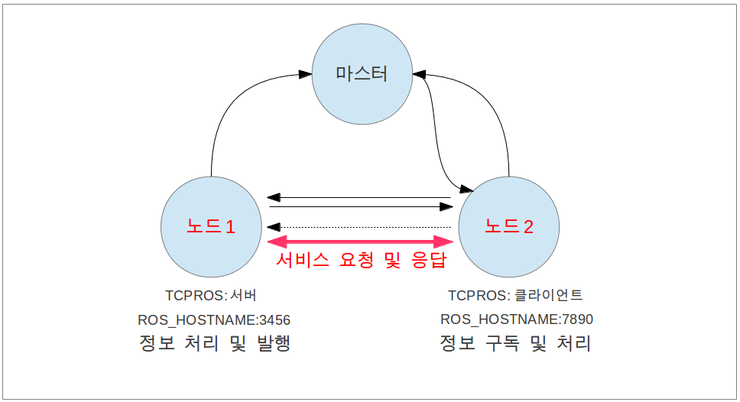 마스터
노드1
노드2
서비스 요청 및 응답
TCPROS: 서버
ROS_HOSTNAME:3456
정보 처리 및 발행
TCPROS: 클라이언트
ROS_HOSTNAME:7890
정보 구독 및 처리